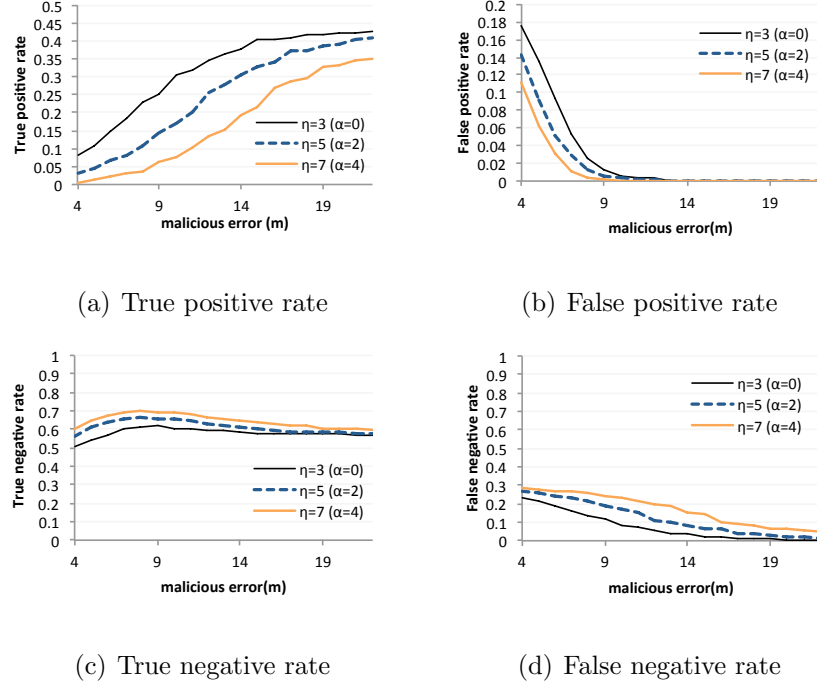 0.5
0.45
0.4
0.35
0.3
0.25
0.2
0.15
0.1
0.05
0
True positive rate
η=3 (α=0)
η=5 (α=2)
η=7 (α=4)
4 9 14 19
malicious error (m)
(a) True positive rate
0.2
0.18
0.16
0.14
0.12
0.1
0.08
0.06
0.04
0.02
0
False positive rate
η=3 (α=0)
η=5 (α=2)
η=7 (α=4)
4 9 14 19
malicious error(m)
(b) False positive rate
1
0.9
0.8
0.7
0.6
0.5
0.4
0.3
0.2
0.1
0
True negative rate
η=3 (α=0)
η=5 (α=2)
η=7 (α=4)
4 9 14 19
malicious error(m)
(c) True negative rate
1
0.9
0.8
0.7
0.6
0.5
0.4
0.3
0.2
0.1
0
False negative rate
η=3 (α=0)
η=5 (α=2)
η=7 (α=4)
4 9 14 19
malicious error(m)
(d) False negative rate